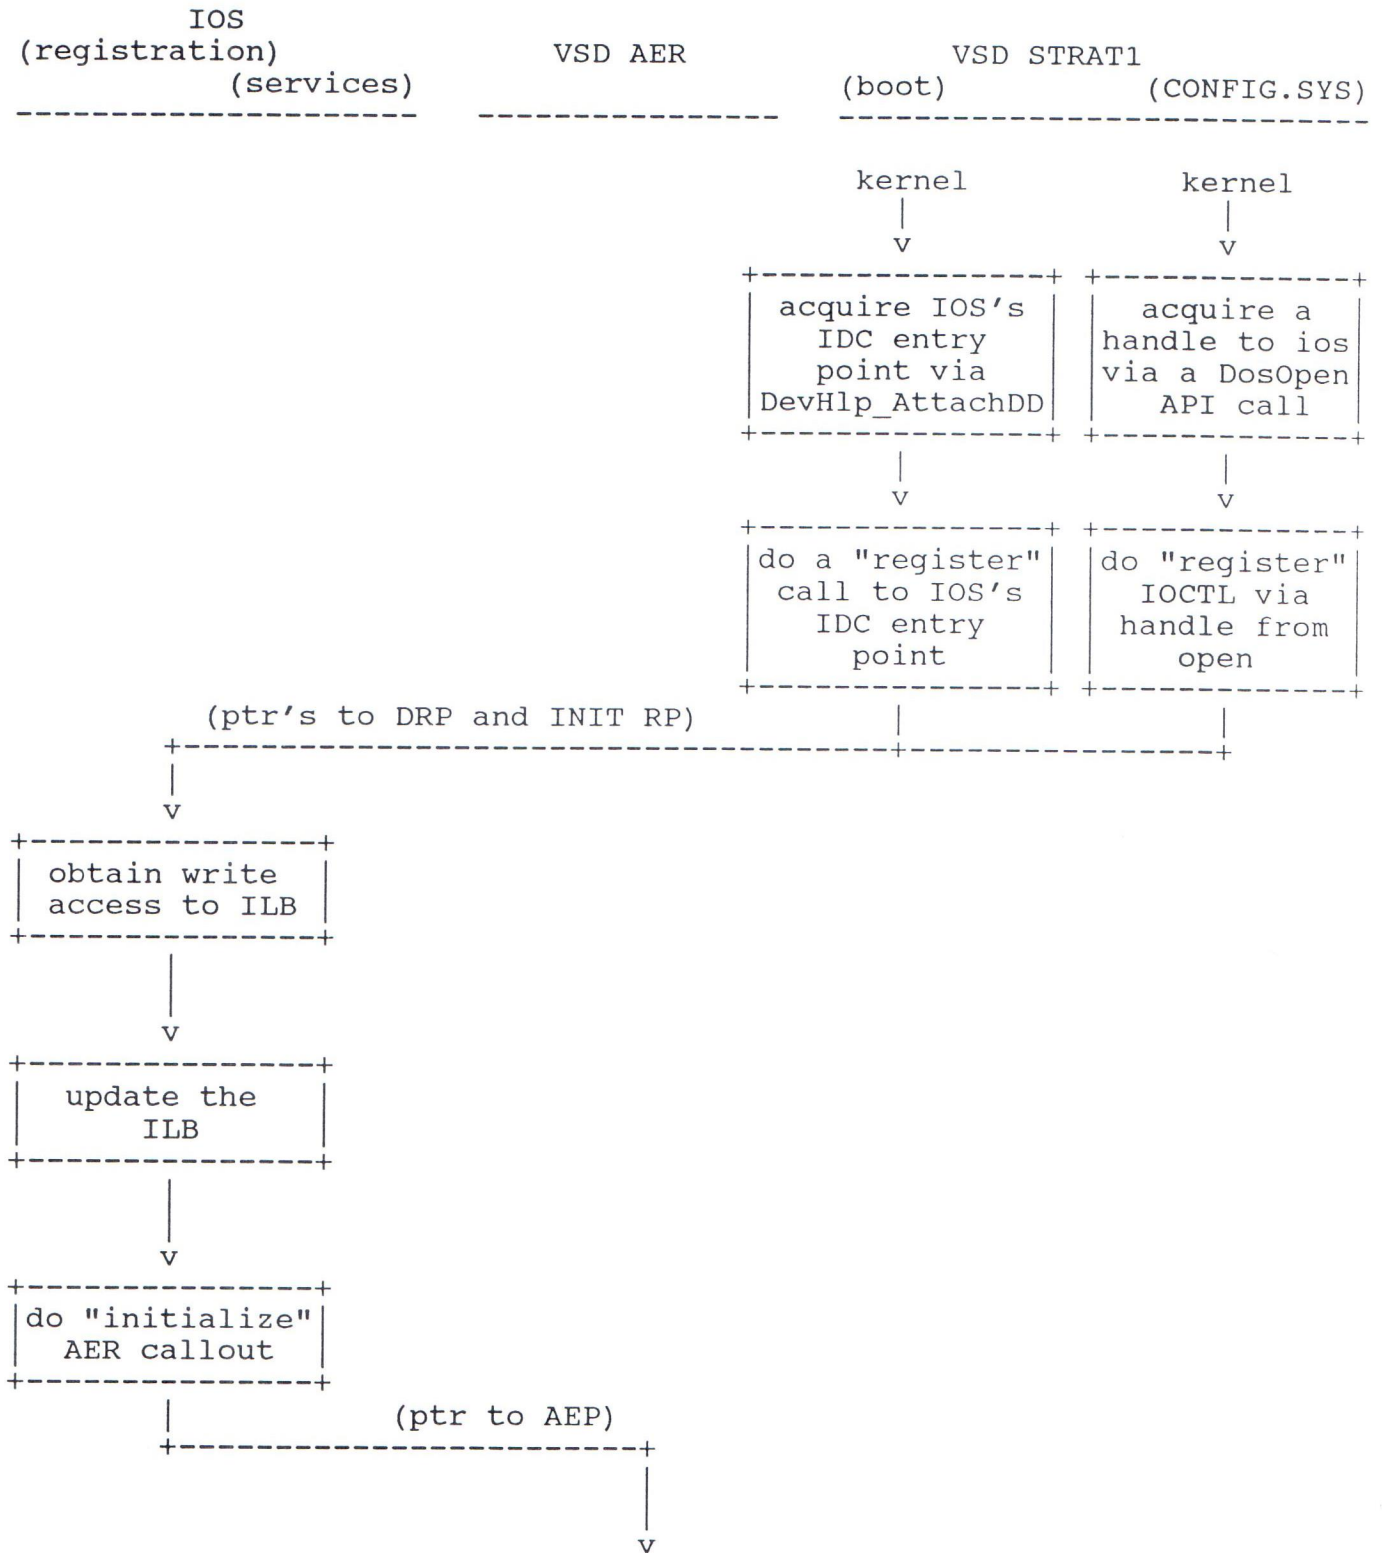 IOS
(registration)
(services)
VSD AER
VSD STRAT1
(boot) (CONFIG.SYS)
kernel kernel
acquire IOS's
IDC entry
point via
DevHlp_AttachDD
acquire a
handle to ios
via a DosOpen
API call
do a "register"
call to IOS's
IDC entry
point
do "register"
IOCTL via
handle from
open
(ptr's to DRP and INIT RP)
obtain write
access to ILB
update the
ILB
do "initialize"
AER callout
(ptr to AEP)